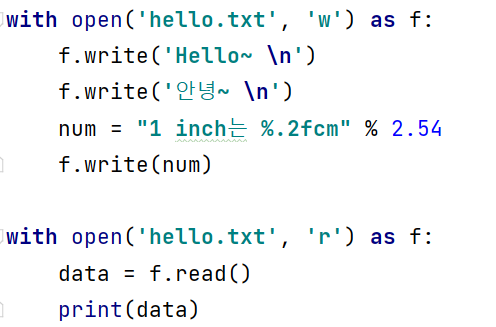 with open('hello.txt', 'w') as f:
    f.write('Hello~ \n')
    f.write('안녕~ \n')
    num = "1 inch는 %.2fcm" % 2.54
    f.write(num)

with open('hello.txt', 'r') as f:
    data = f.read()
    print(data)